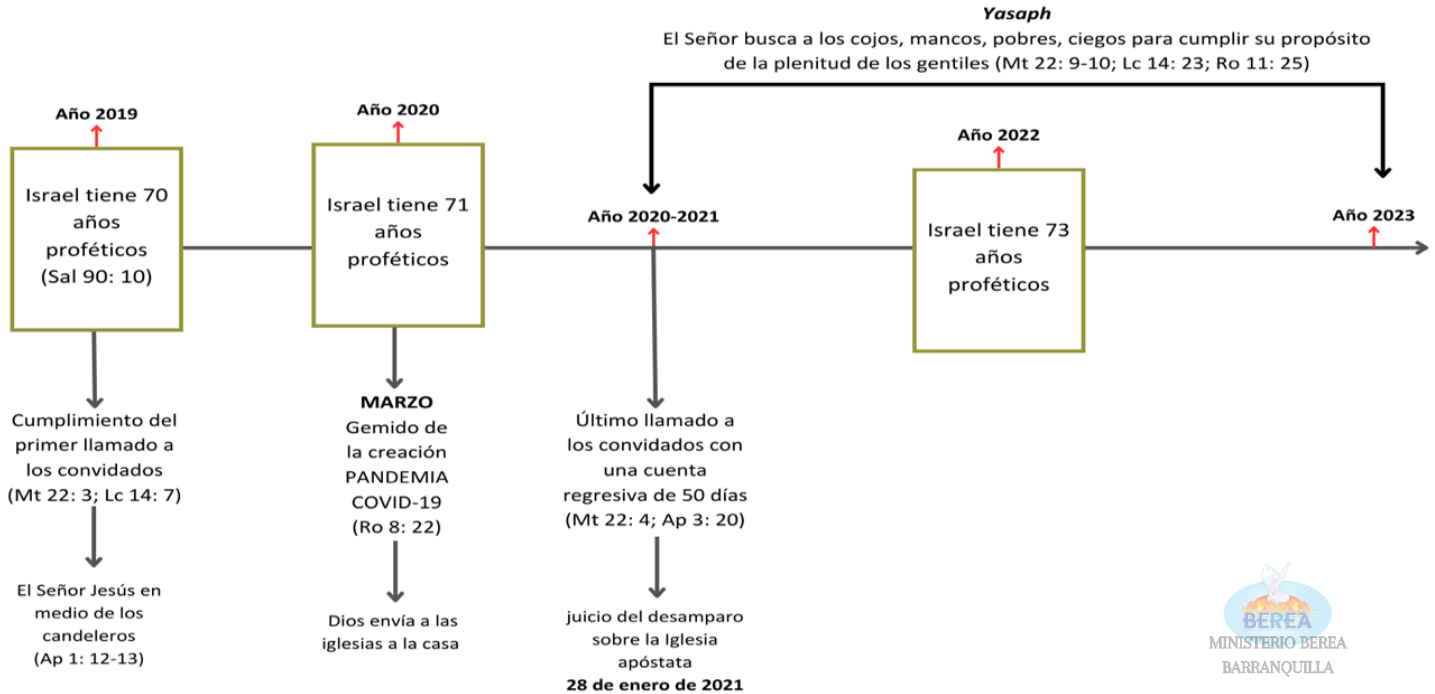 Yasaph
El Señor busca a los cojos, mancos, pobres, ciegos para cumplir su propósito
de la plenitud de los gentiles (Mt 22: 9-10; Lc 14: 23; Ro 11: 25)
Año 2019
Israel tiene 70
años
proféticos
(Sal 90: 10)
Cumplimiento del
primer llamado a
los convidados
(Mt 22: 3; Lc 14: 7)
El Señor Jesús en
medio de los
candeleros
(Ap 1: 12-13)
Año 2020
Israel tiene 71
años
proféticos
MARZO
Gemido de
la creación
PANDEMIA
COVID-19
(Ro 8: 22)
Dios envía a las
iglesias a la casa
Año 2020-2021
Último llamado a
los convidados con
una cuenta
regresiva de 50 días
(Mt 22: 4; Ap 3: 20)
juicio del desamparo
sobre la Iglesia
apóstata
28 de enero de 2021
Año 2022
Israel tiene 73
años
proféticos
Año 2023
BEREA
MINISTERIO BEREA
BARRANQUILLA